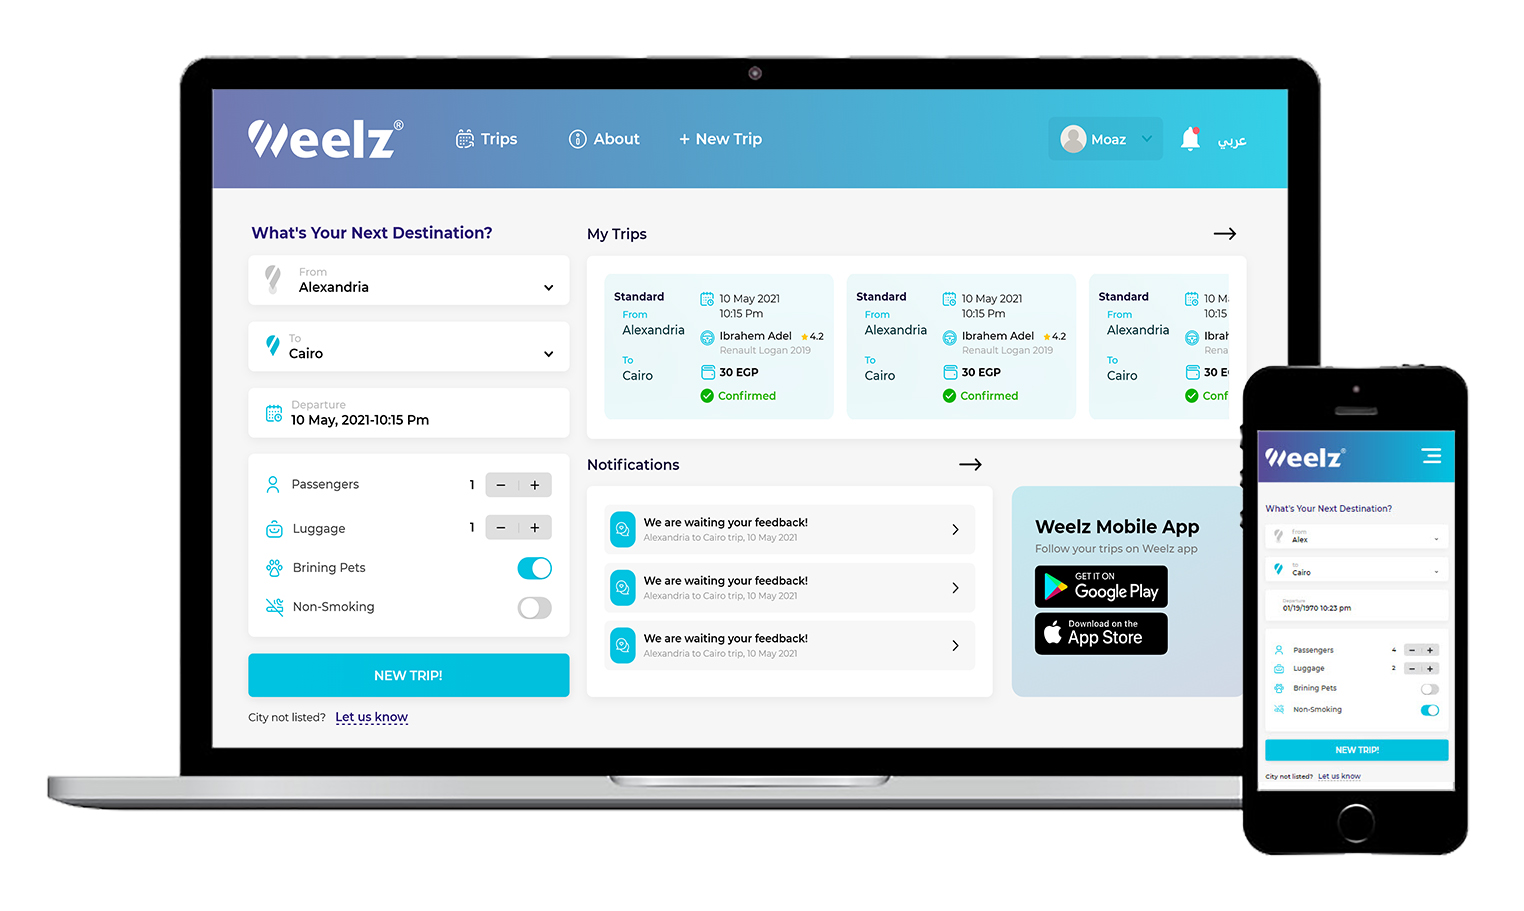 Weelz®
Trips
About
+ New Trip
Moaz
عربي
What's Your Next Destination?
From
Alexandria
To
Cairo
Departure
10 May, 2021-10:15 Pm
Passengers 1 − +
Luggage 1 − +
Brining Pets
Non-Smoking
NEW TRIP!
City not listed? Let us know
My Trips
Standard
From
Alexandria
To
Cairo
10 May 2021
10:15 Pm
Ibrahem Adel 4.2
Renault Logan 2019
30 EGP
Confirmed
Standard
From
Alexandria
To
Cairo
10 May 2021
10:15 Pm
Ibrahem Adel 4.2
Renault Logan 2019
30 EGP
Confirmed
Standard
From
Alexandria
To
Cairo
10 M
10:15
Ibrah
Rena
30 E
Conf
Notifications
We are waiting your feedback!
Alexandria to Cairo trip, 10 May 2021
We are waiting your feedback!
Alexandria to Cairo trip, 10 May 2021
We are waiting your feedback!
Alexandria to Cairo trip, 10 May 2021
Weelz Mobile App
Follow your trips on Weelz app
GET IT ON
Google Play
Download on the
App Store
Weelz®
What's Your Next Destination?
From
Alex
To
Cairo
Departure
01/19/1970 10:23 pm
Passengers 4 − +
Luggage 2 − +
Brining Pets
Non-Smoking
NEW TRIP!
City not listed? Let us know